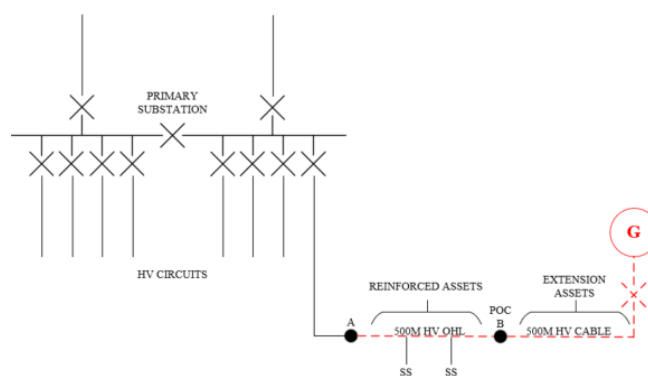 PRIMARY
SUBSTATION
HV CIRCUITS
G
REINFORCED ASSETS
EXTENSION
ASSETS
A
500M HV OHL
POC
B
500M HV CABLE
SS
SS